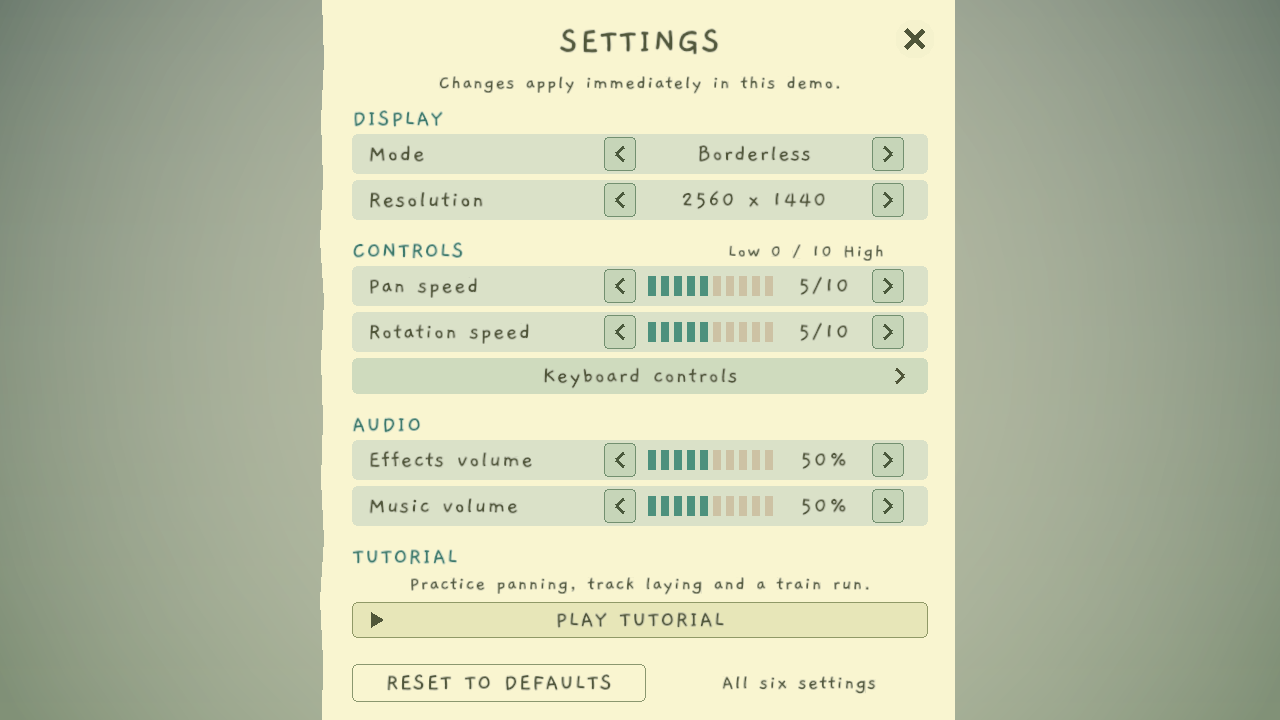 SETTINGS
Changes apply immediately in this demo.
DISPLAY
Mode Borderless
Resolution 2560 x 1440
CONTROLS Low 0 / 10 High
Pan speed 5/10
Rotation speed 5/10
Keyboard controls
AUDIO
Effects volume 50%
Music volume 50%
TUTORIAL
Practice panning, track laying and a train run.
PLAY TUTORIAL
RESET TO DEFAULTS All six settings